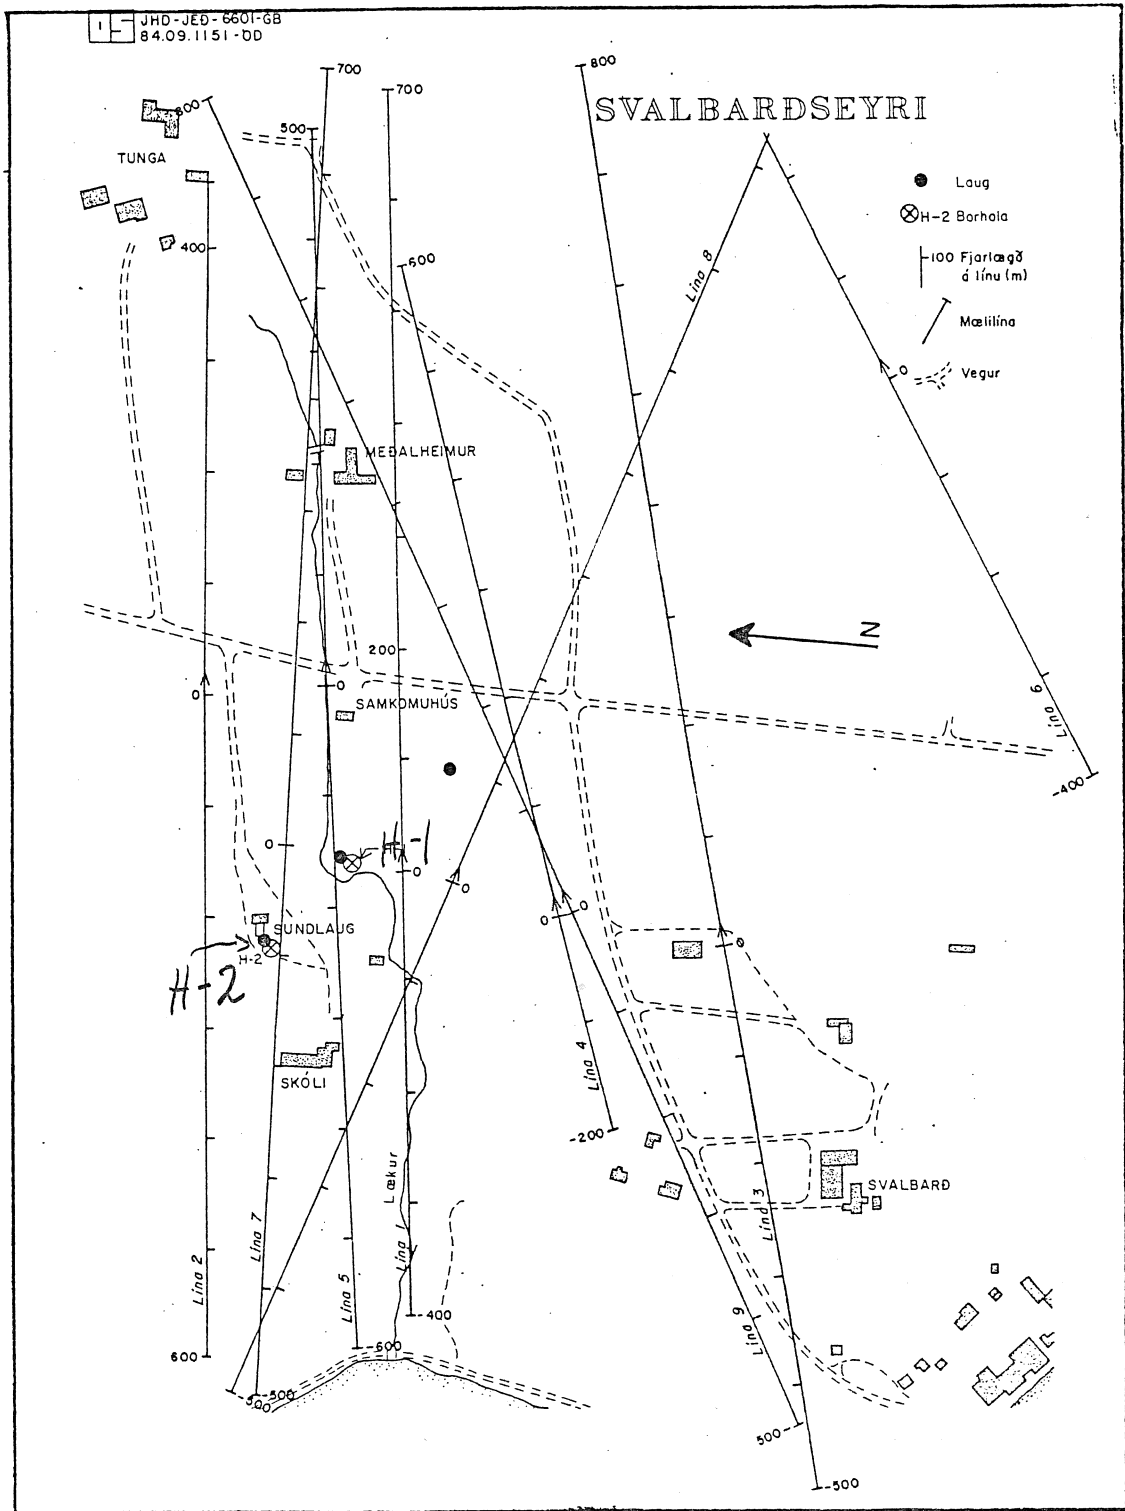 OS JHD-JEÐ-6601-GB
84.09.1151-OD
SVALBARÐSEYRI
Laug
H-2 Borhola
100 Fjarlægð
á línu (m)
Mælilína
Vegur
800
700
700
800
500
TUNGA
400
600
Lína 8
0
MEÐALHEIMUR
N
200
0
0
SAMKOMUHÚS
Lína 6
-400
0
H-1
0
0
0
0
0
SUNDLAUG
H-2
H-2
SKÓLI
Lína 4
-200
Lækur
SVALBARÐ
Lína 2
Lína 7
Lína 5
Lína 1
Lína 3
Lína 9
-400
600
-600
-500
-500
500
-500